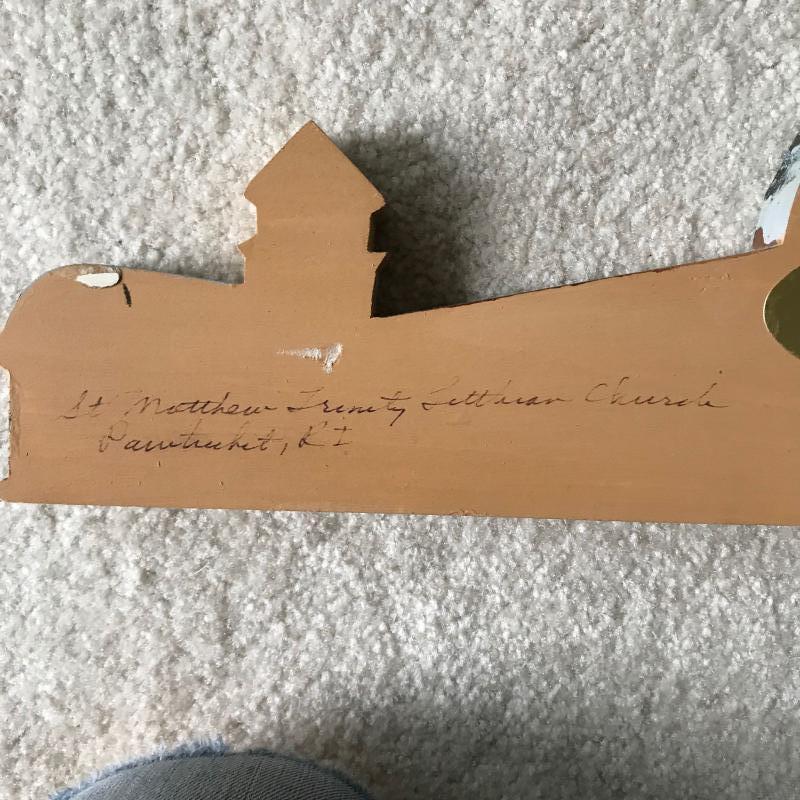 St Matthew Trinity Lutheran Church
Pawtucket, RI